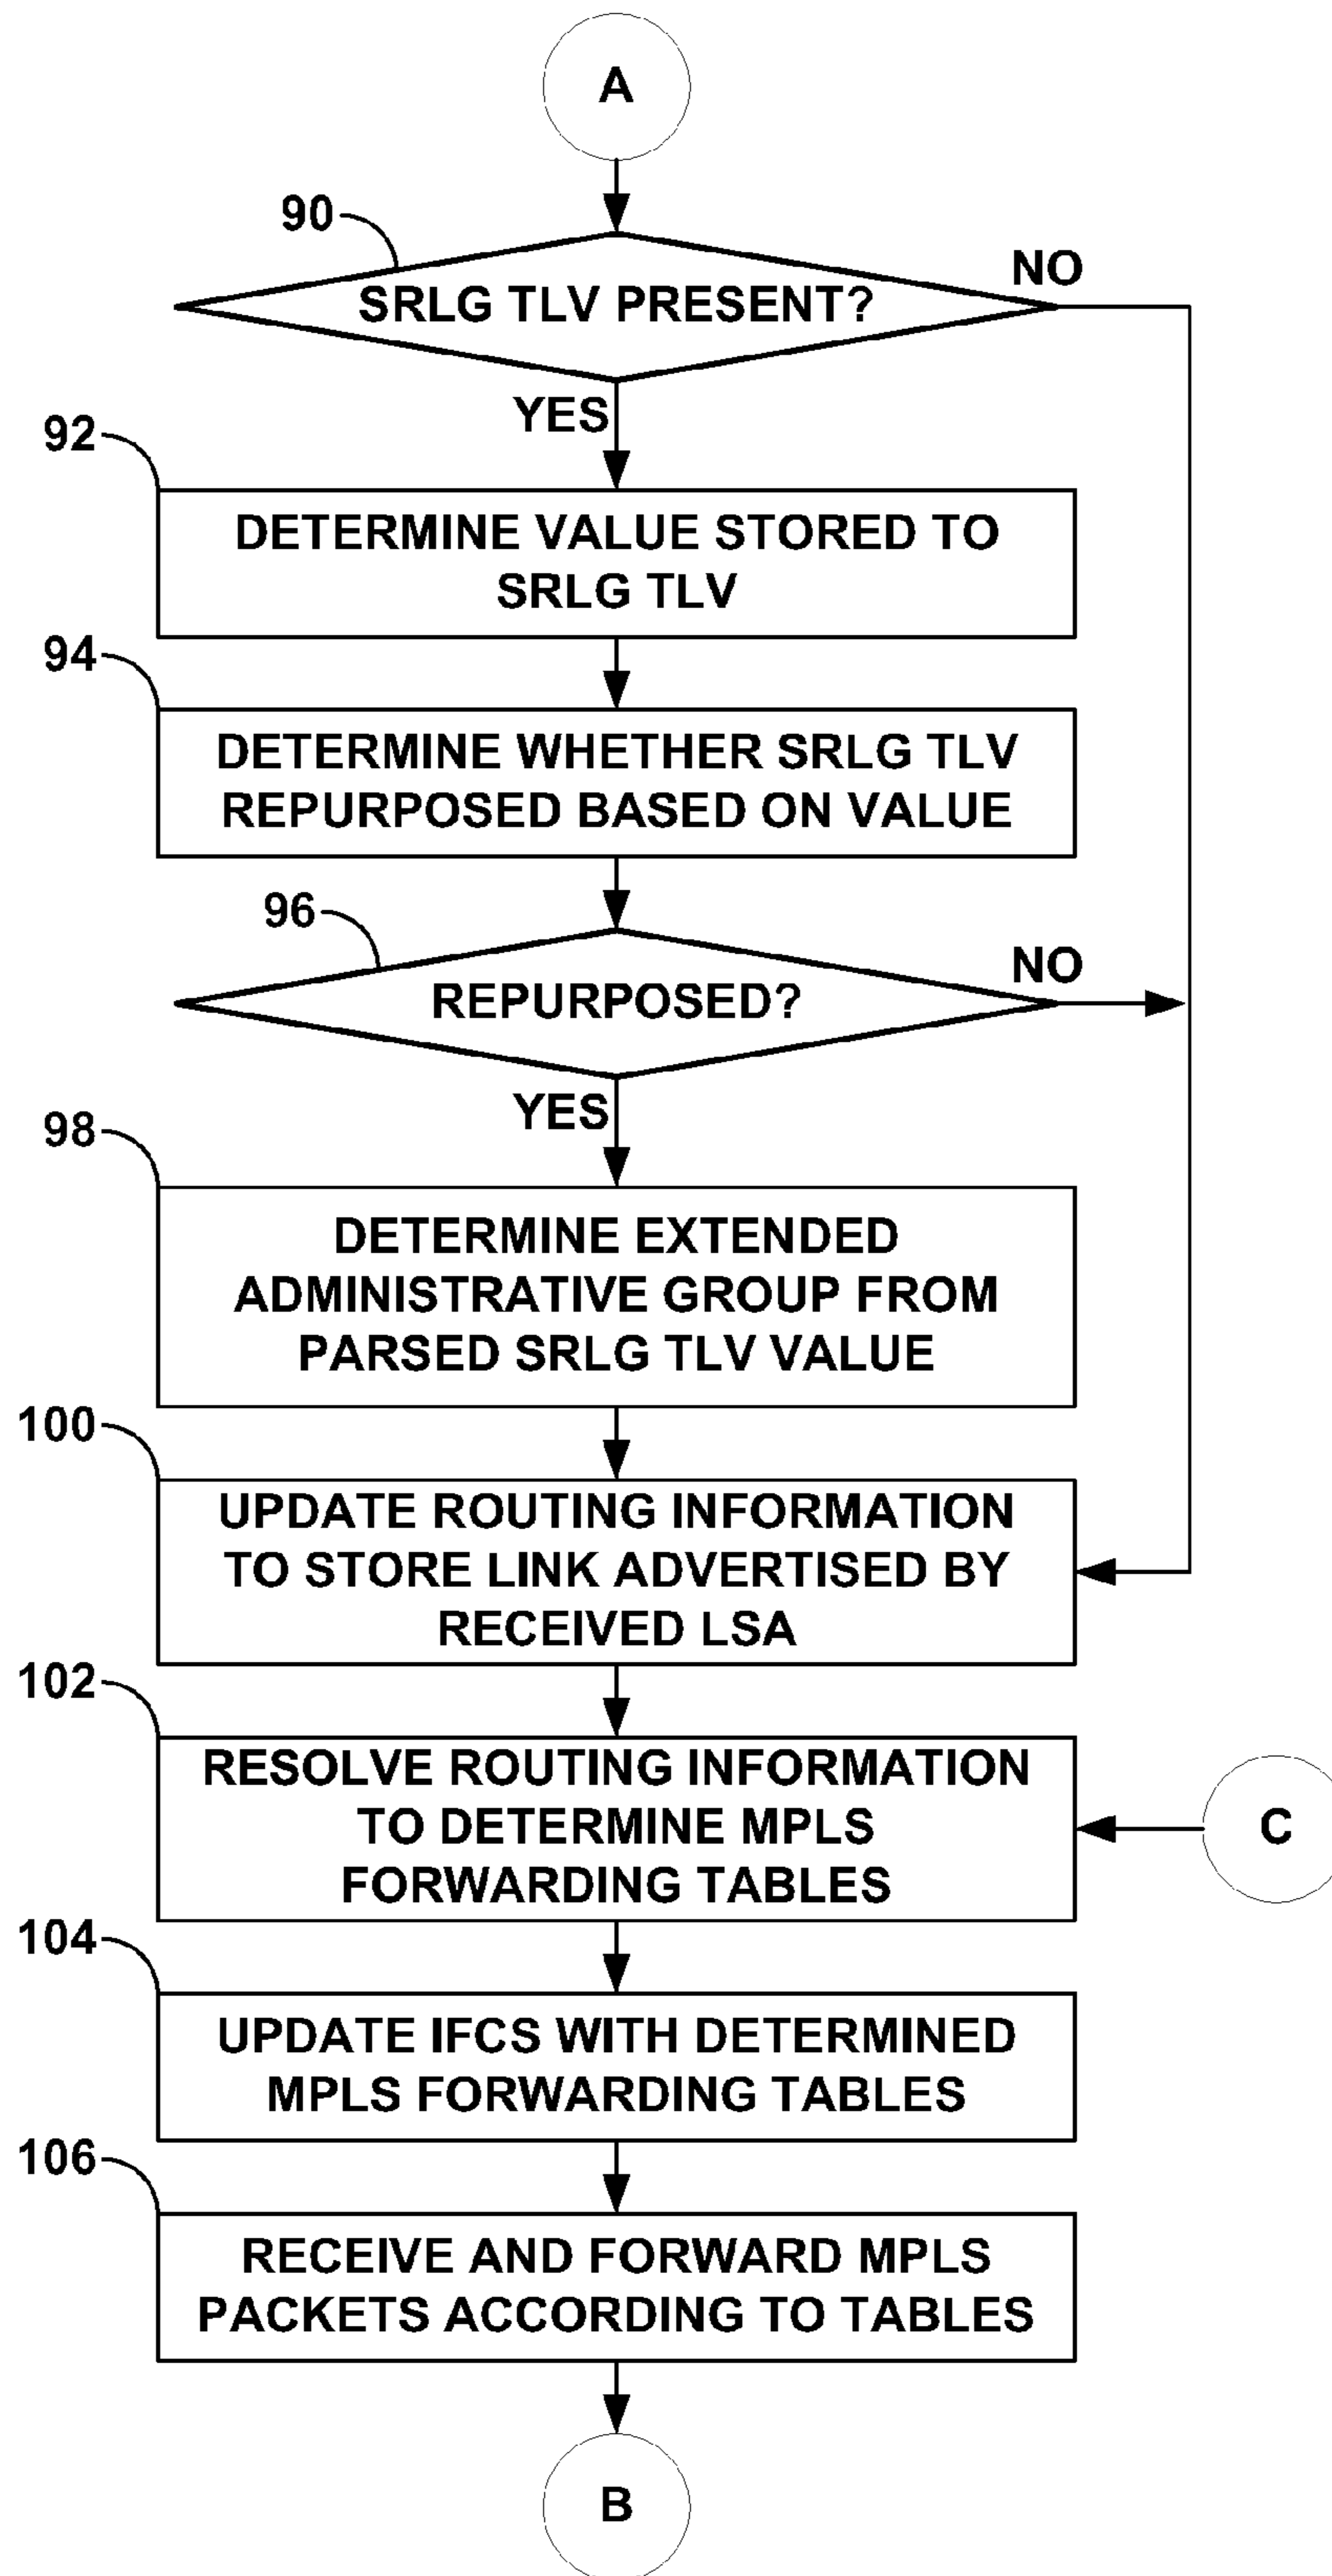 A
90
NO
SRLG TLV PRESENT?
YES
92
DETERMINE VALUE STORED TO
SRLG TLV
94
DETERMINE WHETHER SRLG TLV
REPURPOSED BASED ON VALUE
96
NO
REPURPOSED?
YES
98
DETERMINE EXTENDED
ADMINISTRATIVE GROUP FROM
PARSED SRLG TLV VALUE
100
UPDATE ROUTING INFORMATION
TO STORE LINK ADVERTISED BY
RECEIVED LSA
102
RESOLVE ROUTING INFORMATION
TO DETERMINE MPLS
FORWARDING TABLES
C
104
UPDATE IFCS WITH DETERMINED
MPLS FORWARDING TABLES
106
RECEIVE AND FORWARD MPLS
PACKETS ACCORDING TO TABLES
B